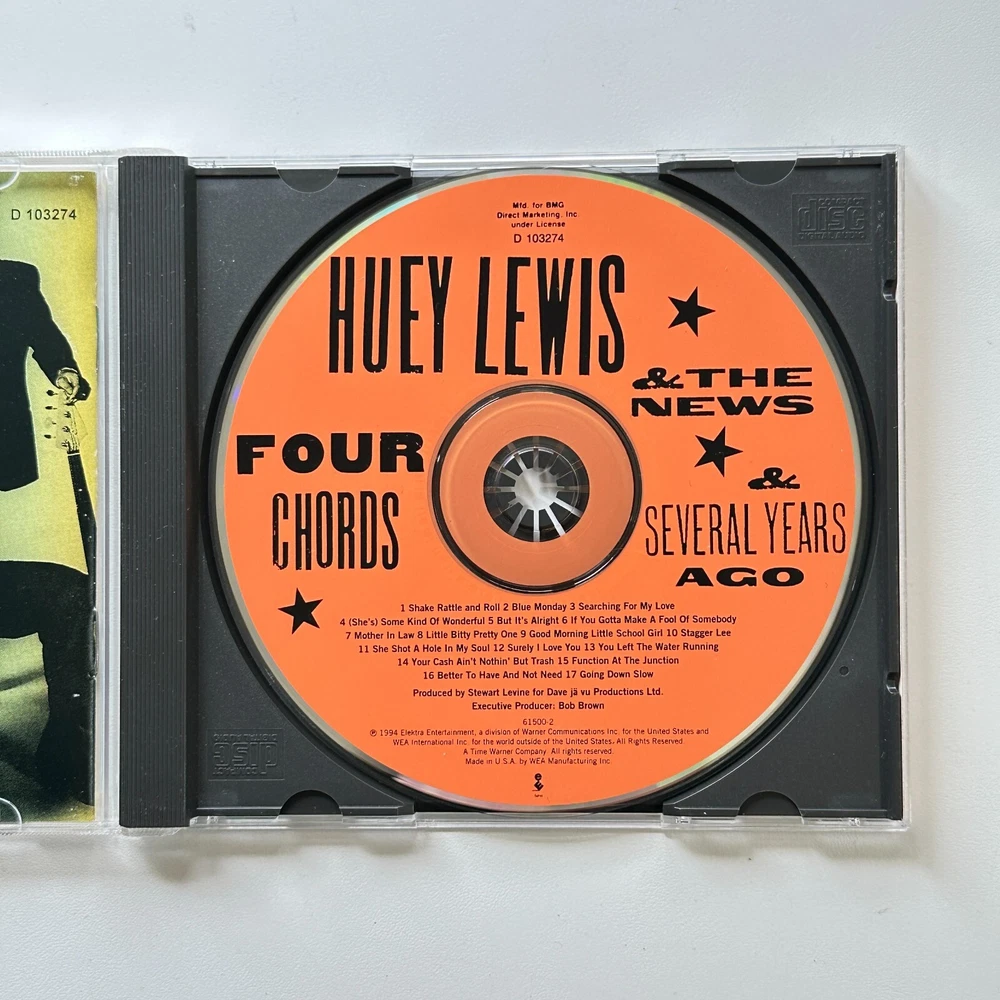 D 103274
COMPACT
disc
DIGITAL AUDIO
Mfd. for BMG
Direct Marketing, Inc.
under License
D 103274
HUEY LEWIS
& THE
NEWS
FOUR
CHORDS
&
SEVERAL YEARS
AGO
1 Shake Rattle and Roll 2 Blue Monday 3 Searching For My Love
4 (She's) Some Kind Of Wonderful 5 But It's Alright 6 If You Gotta Make A Fool Of Somebody
7 Mother In Law 8 Little Bitty Pretty One 9 Good Morning Little School Girl 10 Stagger Lee
11 She Shot A Hole In My Soul 12 Surely I Love You 13 You Left The Water Running
14 Your Cash Ain't Nothin' But Trash 15 Function At The Junction
16 Better To Have And Not Need 17 Going Down Slow
Produced by Stewart Levine for Dave jä vu Productions Ltd.
Executive Producer: Bob Brown
61500-2
℗ 1994 Elektra Entertainment, a division of Warner Communications Inc. for the United States and
WEA International Inc. for the world outside of the United States. All Rights Reserved.
A Time Warner Company. All rights reserved.
Made in U.S.A. by WEA Manufacturing Inc.